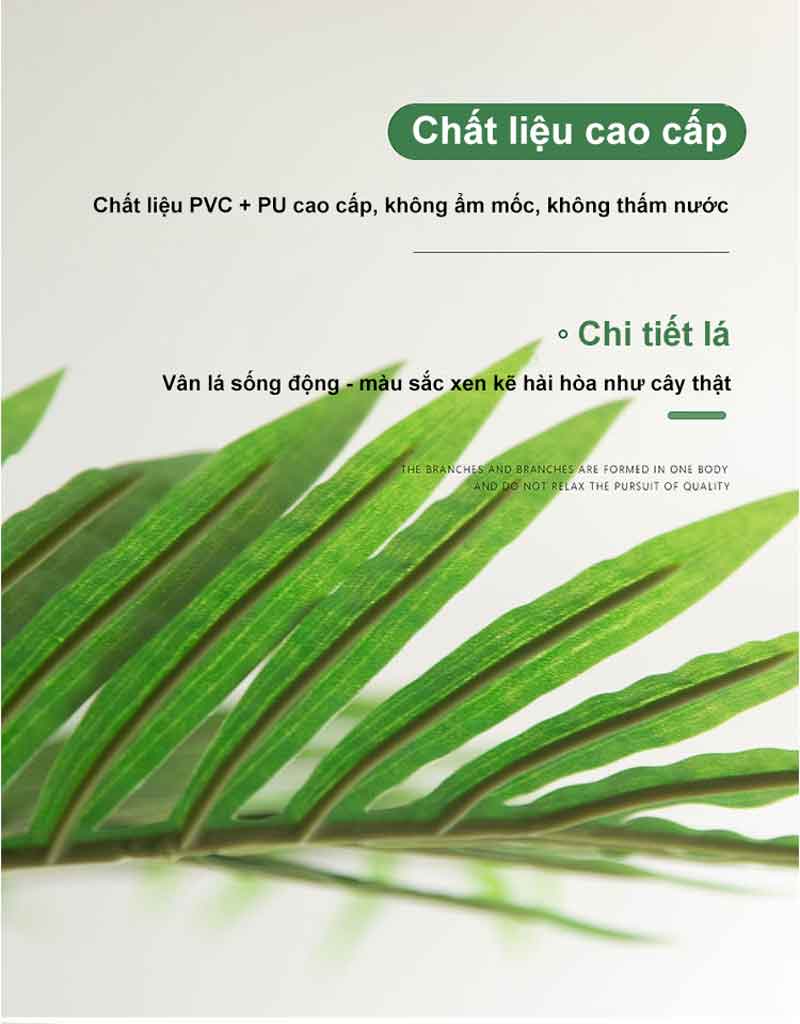 Chất liệu cao cấp
Chất liệu PVC + PU cao cấp, không ẩm mốc, không thấm nước
Chi tiết lá
Vân lá sống động - màu sắc xen kẽ hài hòa như cây thật
THE BRANCHES AND BRANCHES ARE FORMED IN ONE BODY
AND DO NOT RELAX THE PURSUIT OF QUALITY